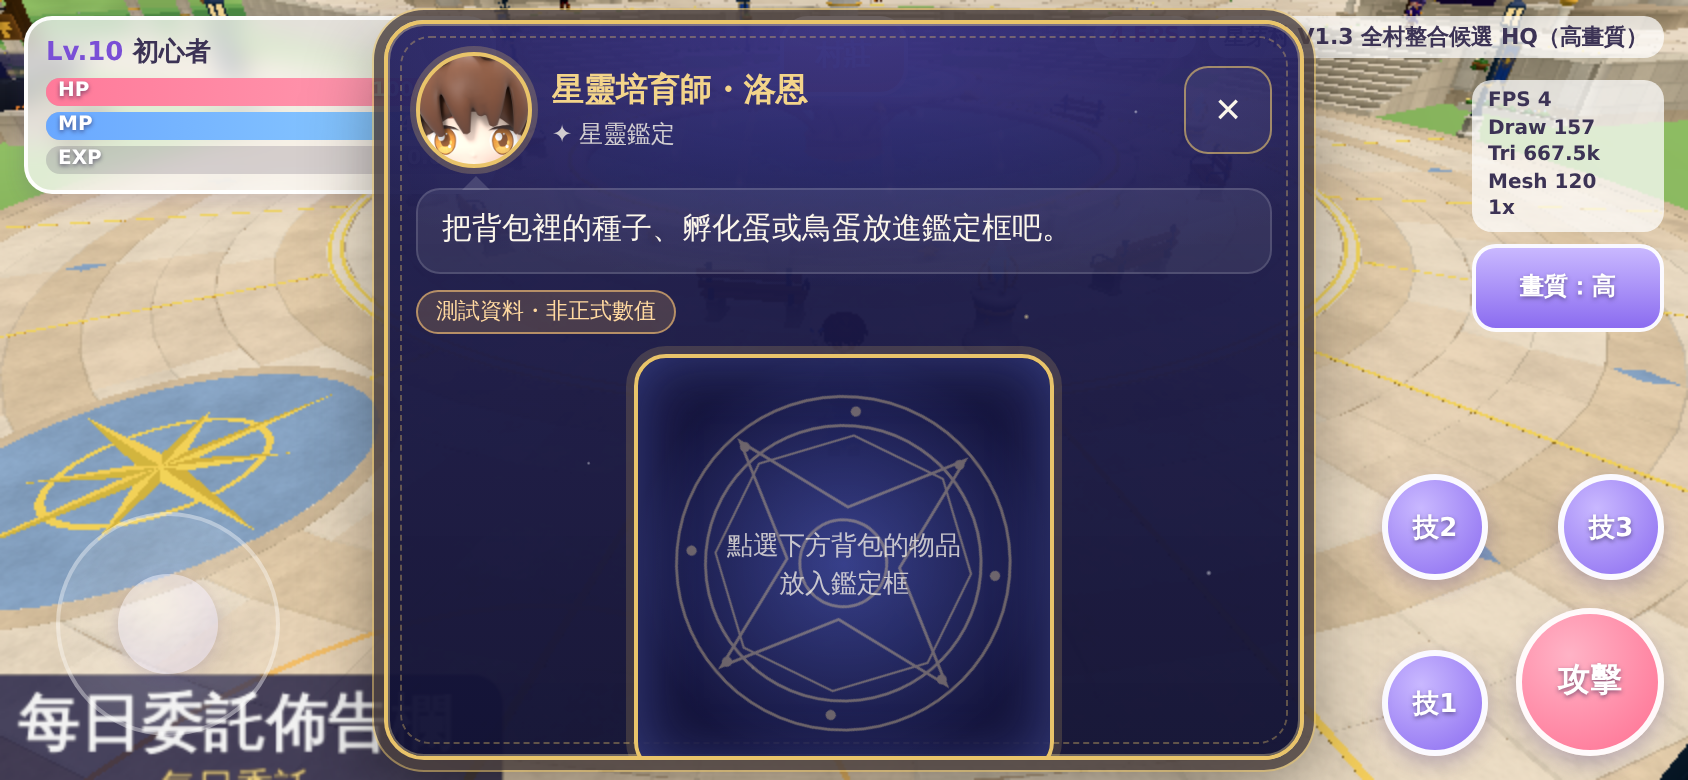 Lv.10 初心者
HP
MP
EXP
星靈培育師・洛恩
✦ 星靈鑑定
×
V1.3 全村整合候選 HQ（高畫質）
FPS 4
Draw 157
Tri 667.5k
Mesh 120
1x
畫質：高
把背包裡的種子、孵化蛋或鳥蛋放進鑑定框吧。
測試資料・非正式數值
點選下方背包的物品
放入鑑定框
技2
技3
技1
攻擊
每日委託佈告欄
每日委託